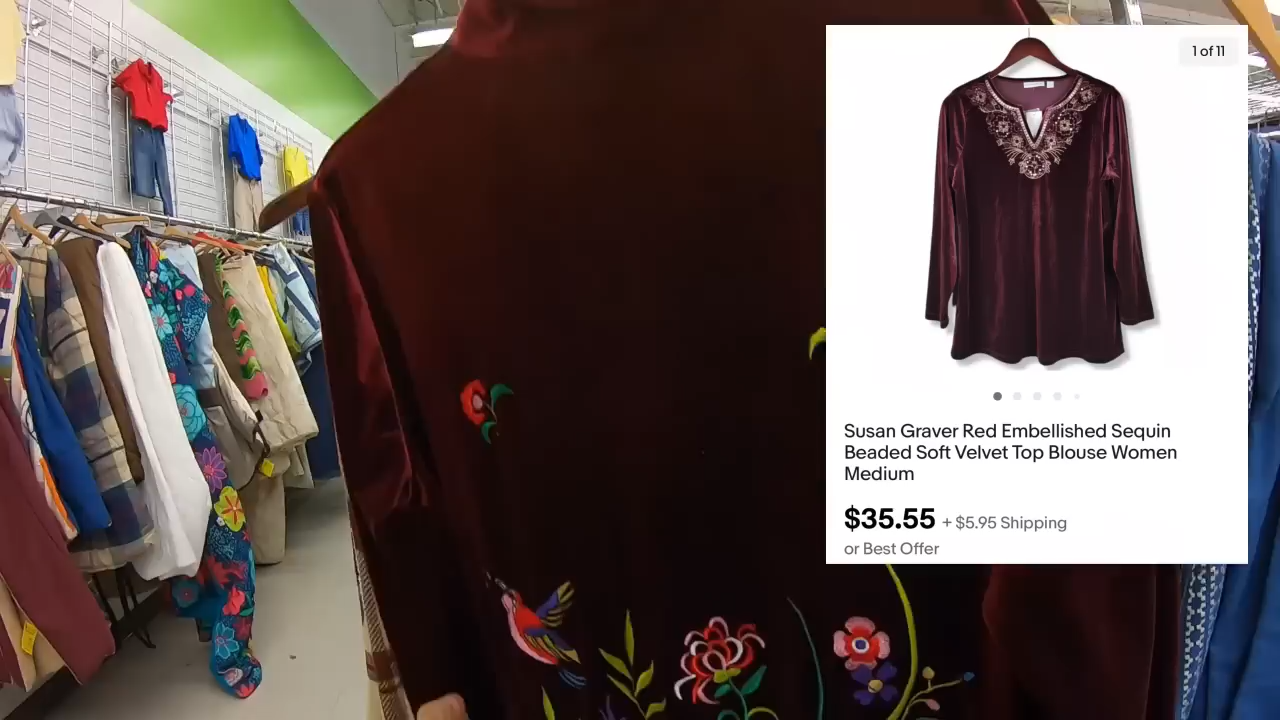 1 of 11
Susan Graver Red Embellished Sequin
Beaded Soft Velvet Top Blouse Women
Medium
$35.55 + $5.95 Shipping
or Best Offer